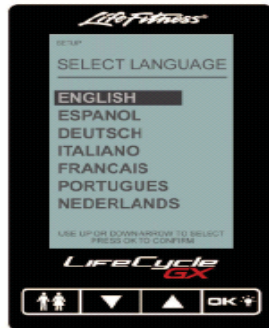 LifeFitness
SETUP
SELECT LANGUAGE
ENGLISH
ESPANOL
DEUTSCH
ITALIANO
FRANCAIS
PORTUGUES
NEDERLANDS
USE UP OR DOWN ARROW TO SELECT
PRESS OK TO CONFIRM
LifeCycle
GX
OK